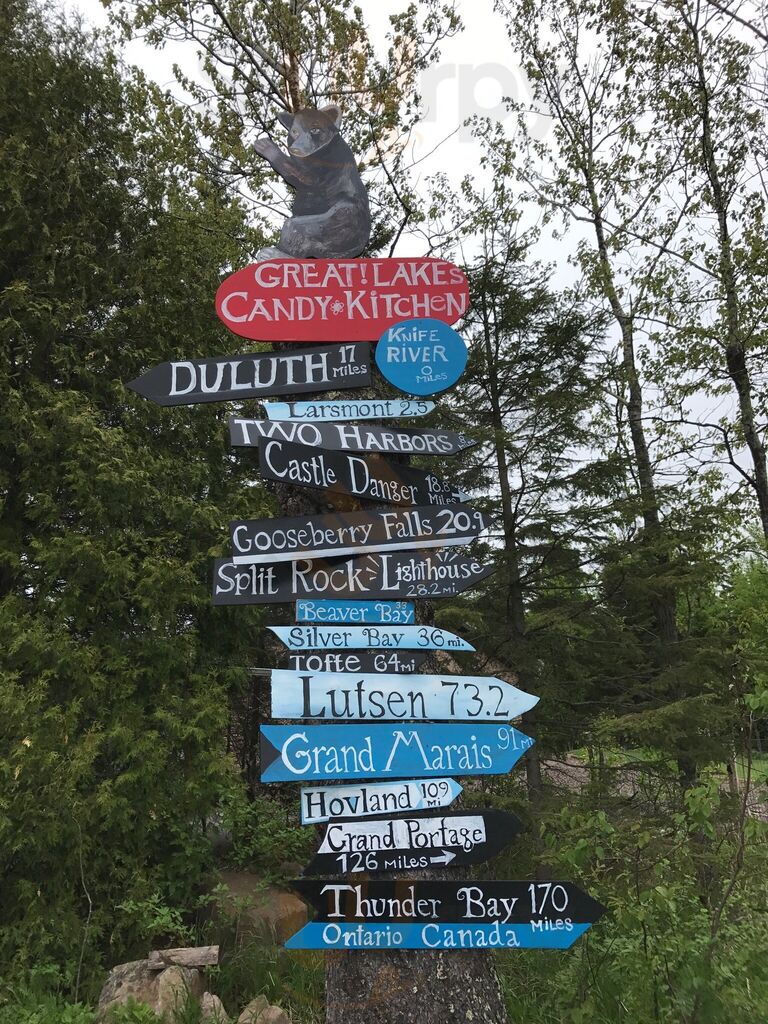 GREAT! LAKES
CANDY KITCHEN
KNIFE
RIVER
0
MILES
DULUTH 17
MILES
Larsmont 2.5
TWO HARBORS
Castle Danger 18.8
Miles
Gooseberry Falls 20.9
Split Rock Lighthouse
28.2 mi.
Beaver Bay 33
Silver Bay 36 mi.
Tofte 64 mi
Lutsen 73.2
Grand Marais 91 mi
Hovland 109
Mi
Grand Portage
126 MILES →
Thunder Bay 170
MILES
Ontario Canada